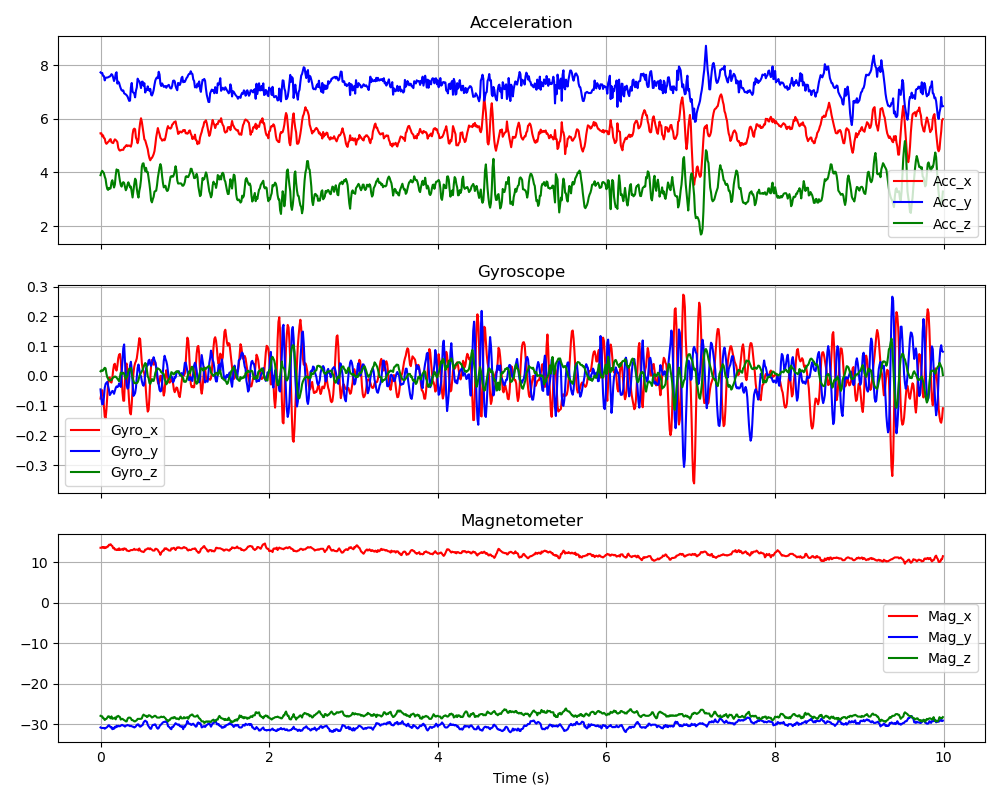 Acceleration
8
6
4
2
Acc_x
Acc_y
Acc_z
Gyroscope
0.3
0.2
0.1
0.0
−0.1
−0.2
−0.3
Gyro_x
Gyro_y
Gyro_z
Magnetometer
10
0
−10
−20
−30
Mag_x
Mag_y
Mag_z
0 2 4 6 8 10
Time (s)